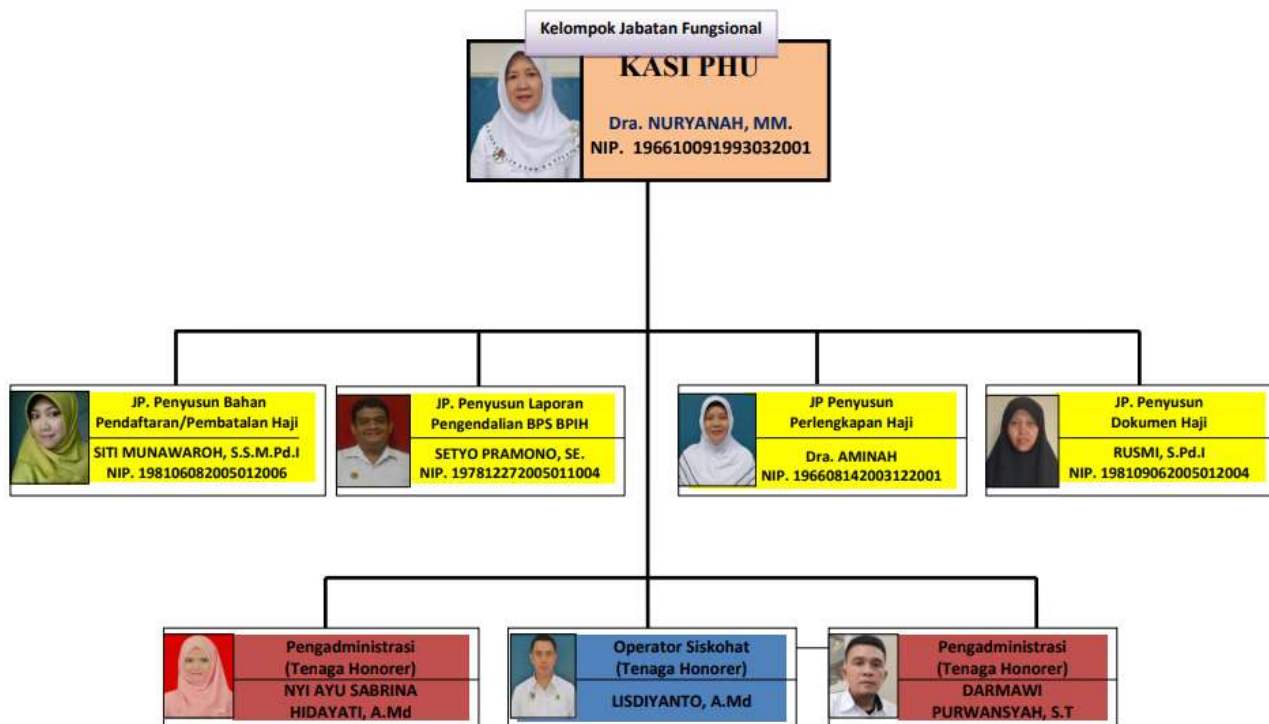 Kelompok Jabatan Fungsional
KASI PHU
Dra. NURYANAH, MM.
NIP. 196610091993032001
JP. Penyusun Bahan
Pendaftaran/Pembatalan Haji
SITI MUNAWAROH, S.S.M.Pd.I
NIP. 198106082005012006
JP. Penyusun Laporan
Pengendalian BPS BPIH
SETYO PRAMONO, SE.
NIP. 197812272005011004
JP Penyusun
Perlengkapan Haji
Dra. AMINAH
NIP. 196608142003122001
JP. Penyusun
Dokumen Haji
RUSMI, S.Pd.I
NIP. 198109062005012004
Pengadministrasi
(Tenaga Honorer)
NYI AYU SABRINA
HIDAYATI, A.Md
Operator Siskohat
(Tenaga Honorer)
LISDIYANTO, A.Md
Pengadministrasi
(Tenaga Honorer)
DARMAWI
PURWANSYAH, S.T